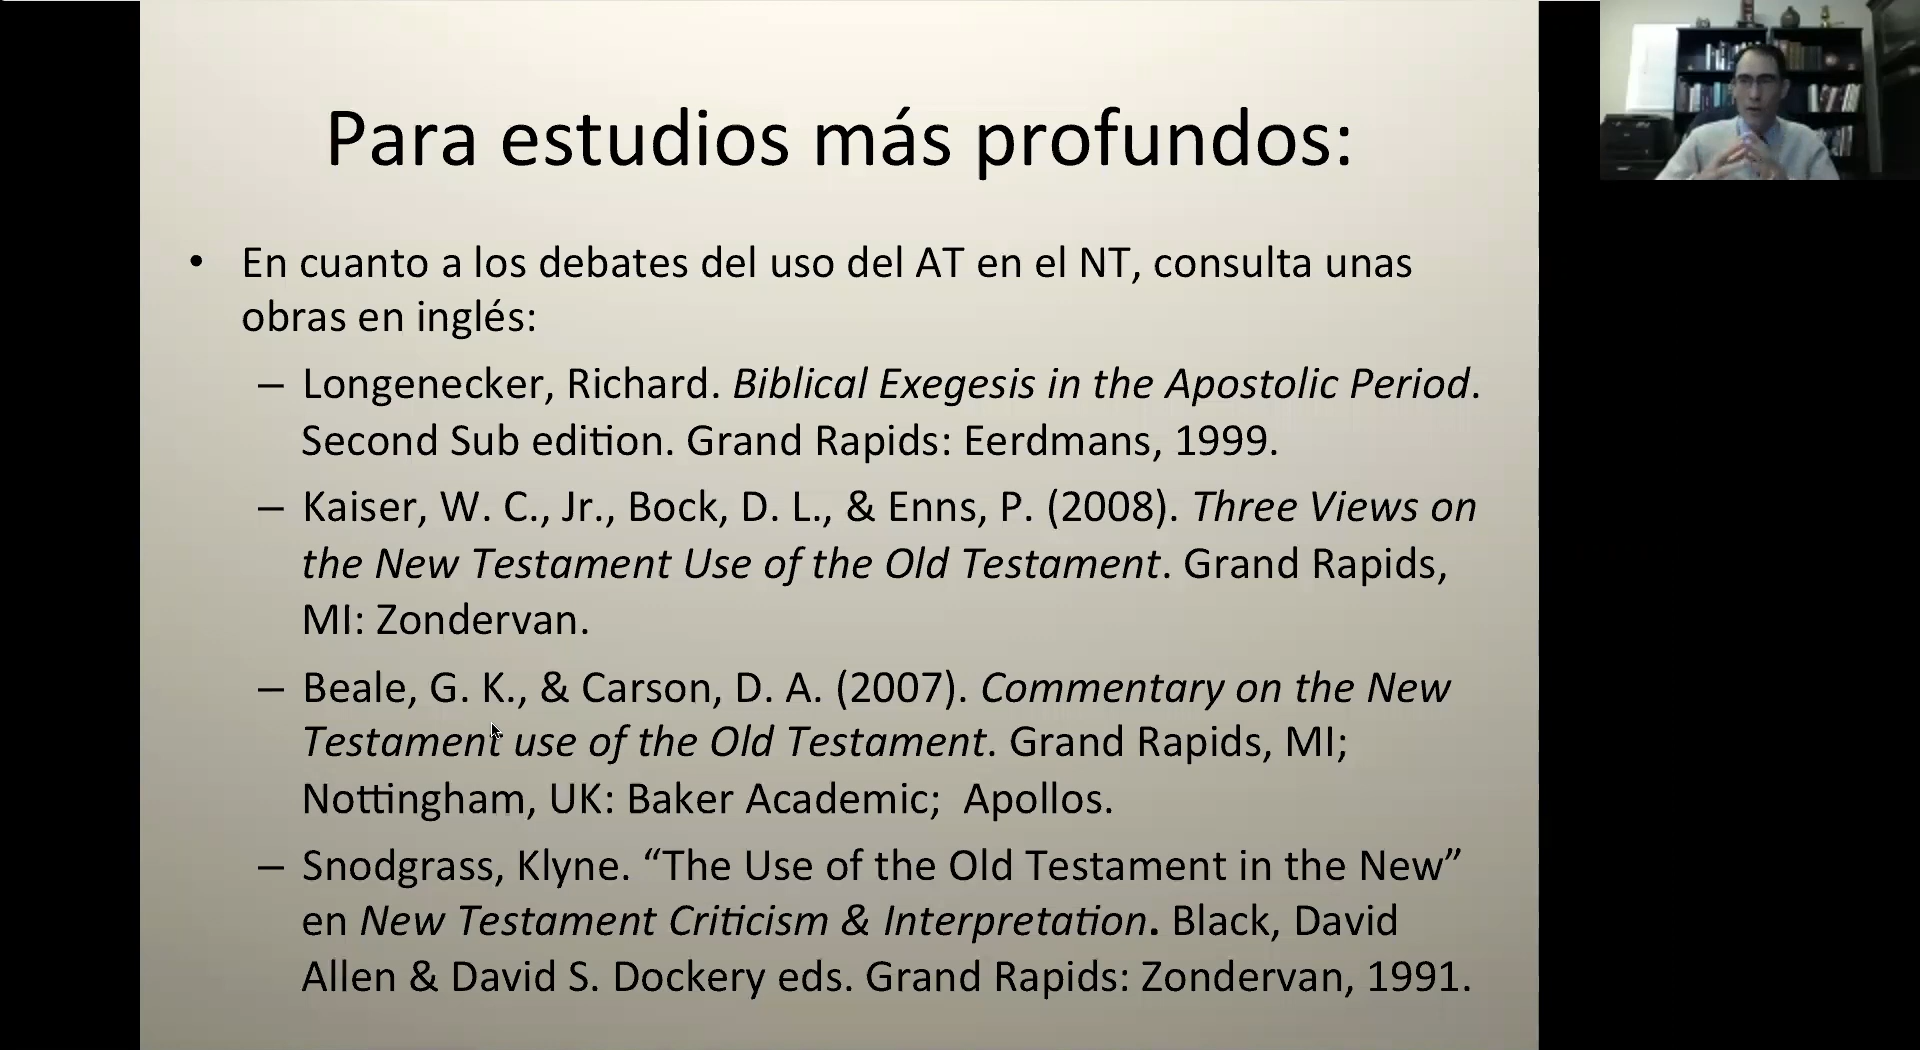 Para estudios más profundos:
• En cuanto a los debates del uso del AT en el NT, consulta unas
obras en inglés:
– Longenecker, Richard. Biblical Exegesis in the Apostolic Period.
Second Sub edition. Grand Rapids: Eerdmans, 1999.
– Kaiser, W. C., Jr., Bock, D. L., & Enns, P. (2008). Three Views on
the New Testament Use of the Old Testament. Grand Rapids,
MI: Zondervan.
– Beale, G. K., & Carson, D. A. (2007). Commentary on the New
Testament use of the Old Testament. Grand Rapids, MI;
Nottingham, UK: Baker Academic;  Apollos.
– Snodgrass, Klyne. “The Use of the Old Testament in the New”
en New Testament Criticism & Interpretation. Black, David
Allen & David S. Dockery eds. Grand Rapids: Zondervan, 1991.